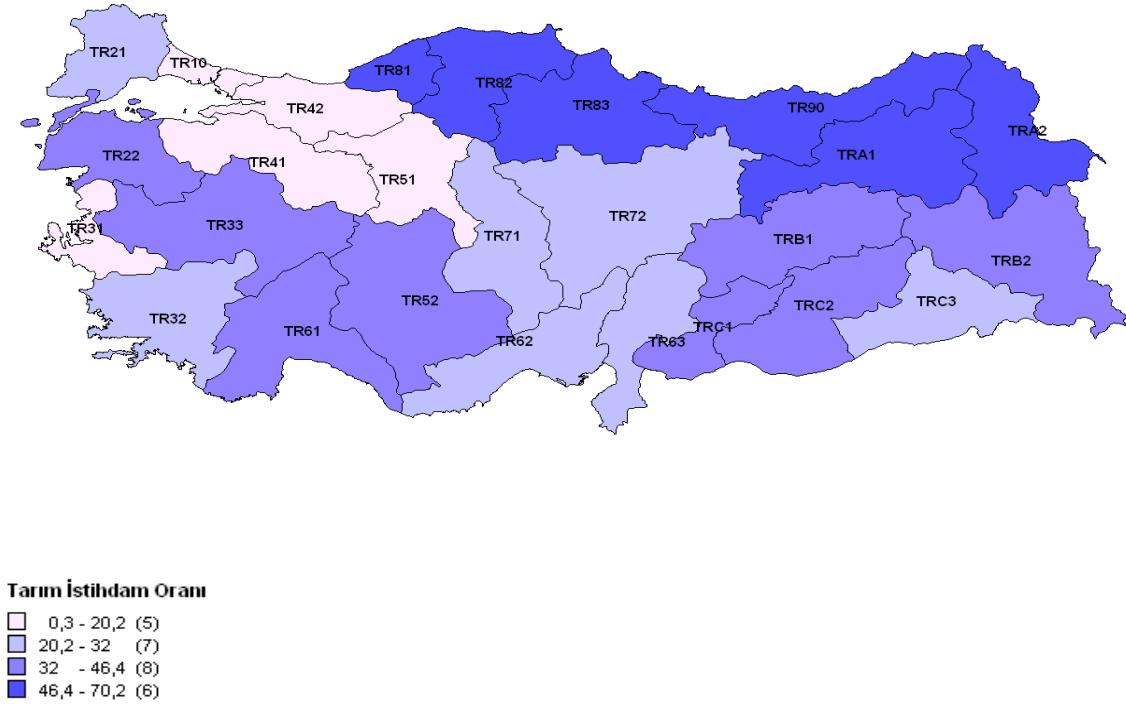 TR21
TR10
TR81
TR82
TR83
TR90
TR42
TRA2
TR22
TR41
TRA1
TR51
TR72
TR31
TR33
TR71
TRB1
TRB2
TR52
TRC2
TRC3
TR32
TR61
TR62
TR63
TRC1
Tarım İstihdam Oranı
0,3 - 20,2 (5)
20,2 - 32 (7)
32 - 46,4 (8)
46,4 - 70,2 (6)